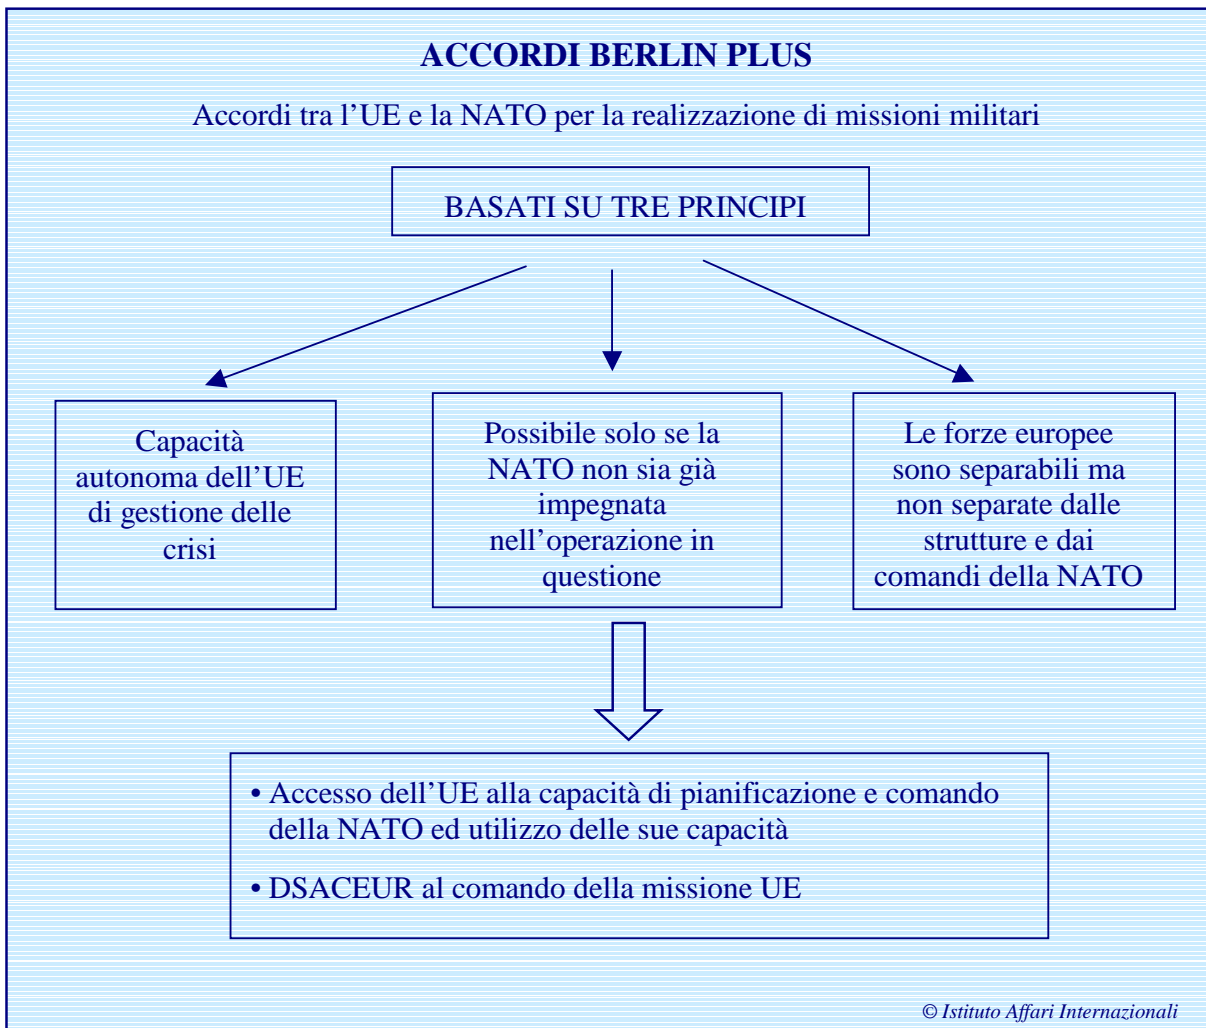 ACCORDI BERLIN PLUS
Accordi tra l’UE e la NATO per la realizzazione di missioni militari
BASATI SU TRE PRINCIPI
Capacità
autonoma dell’UE
di gestione delle
crisi
Possibile solo se la
NATO non sia già
impegnata
nell’operazione in
questione
Le forze europee
sono separabili ma
non separate dalle
strutture e dai
comandi della NATO
• Accesso dell’UE alla capacità di pianificazione e comando
della NATO ed utilizzo delle sue capacità
• DSACEUR al comando della missione UE
© Istituto Affari Internazionali